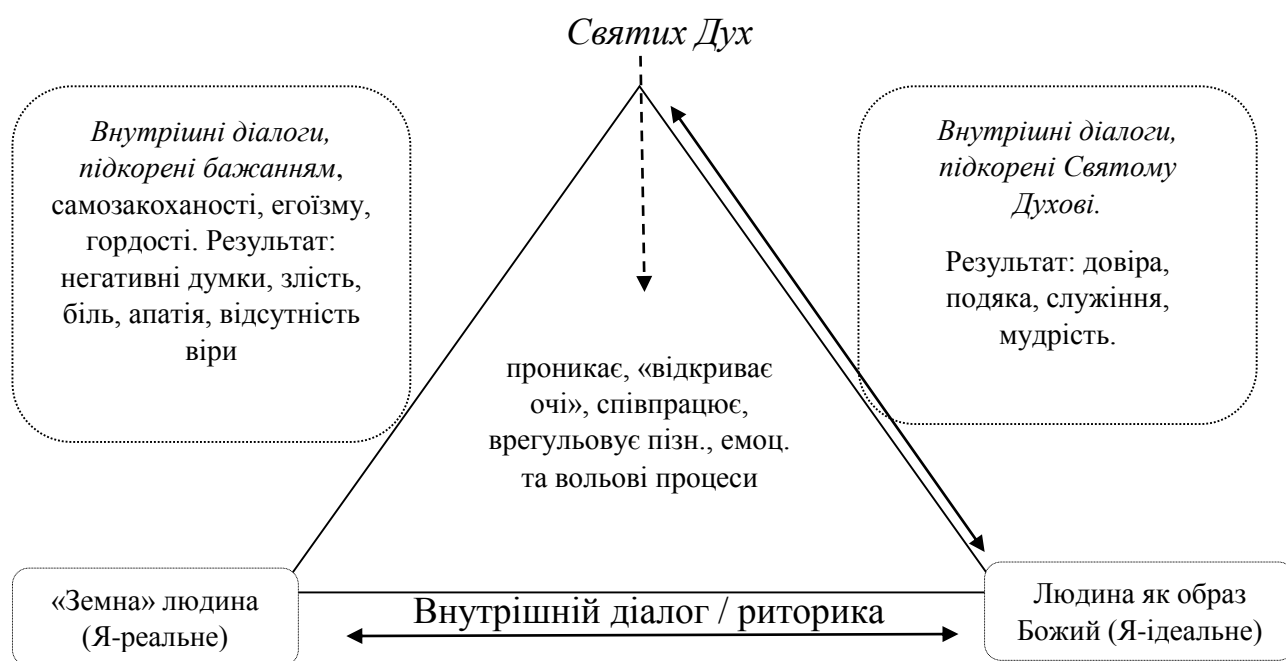 Святих Дух
Внутрішні діалоги,
підкорені бажанням,
самозакоханості, егоїзму,
гордості. Результат:
негативні думки, злість,
біль, апатія, відсутність
віри
Внутрішні діалоги,
підкорені Святому
Духові.
Результат: довіра,
подяка, служіння,
мудрість.
проникає, «відкриває
очі», співпрацює,
врегульовує пізн., емоц.
та вольові процеси
«Земна» людина
(Я-реальне)
Внутрішній діалог / риторика
Людина як образ
Божий (Я-ідеальне)